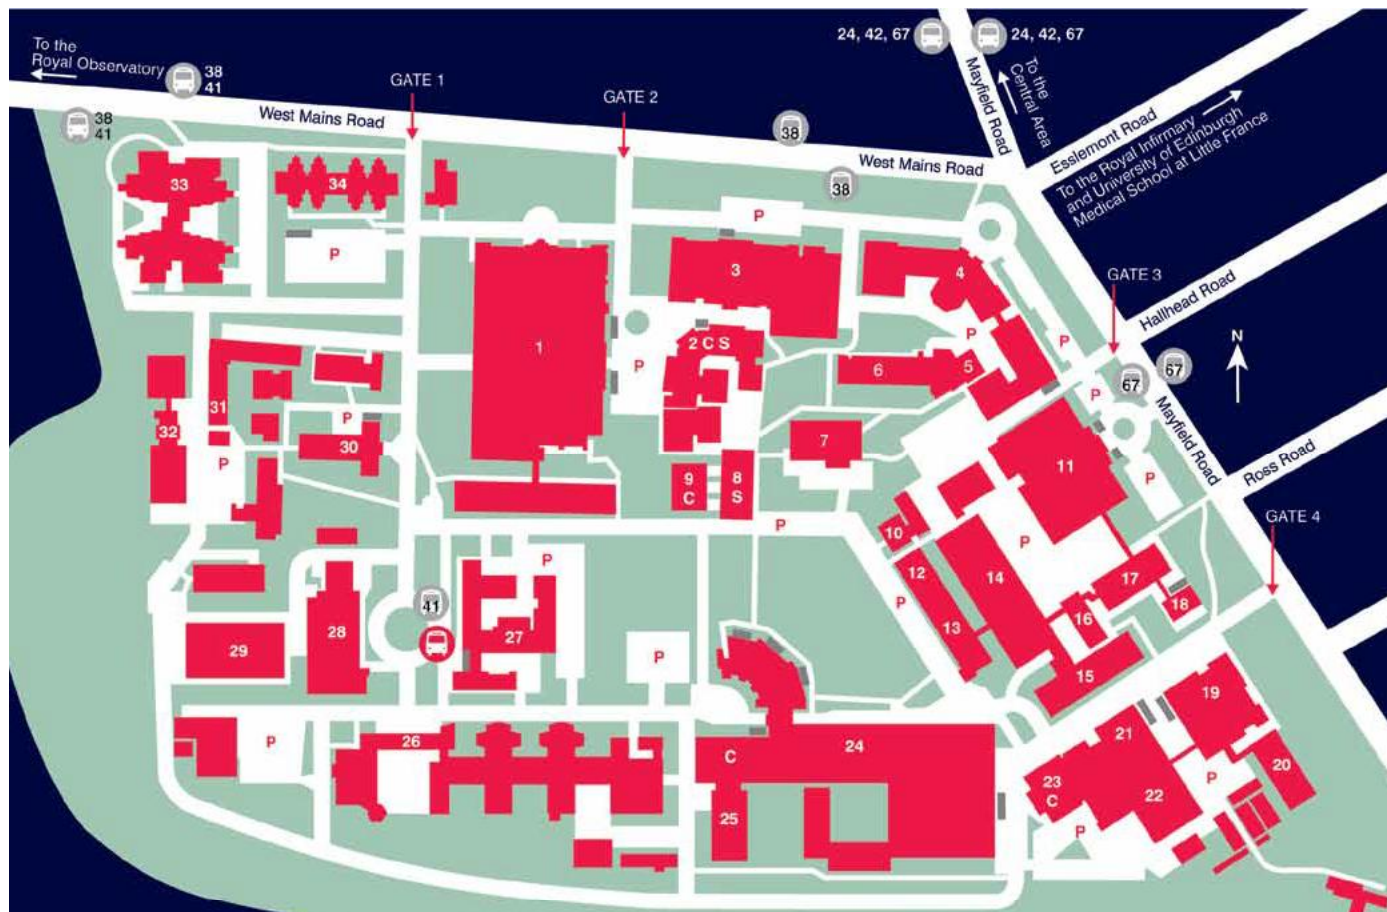 To the
Royal Observatory
38
41
38
41
West Mains Road
GATE 1
GATE 2
38
38
West Mains Road
24, 42, 67
24, 42, 67
Mayfield Road
To the
Central Area
Esslemont Road
To the Royal Infirmary
and University of Edinburgh
Medical School at Little France
GATE 3
Hallhead Road
N
67
67
Mayfield Road
Ross Road
GATE 4
33
34
P
P
3
4
P
P
P
1
P
2 C S
6
5
31
32
30
P
P
7
11
P
9
C
8
S
P
10
P
12
14
17
18
P
13
16
15
41
P
27
28
29
P
P
26
C
24
25
19
21
20
P
23
C
22
P